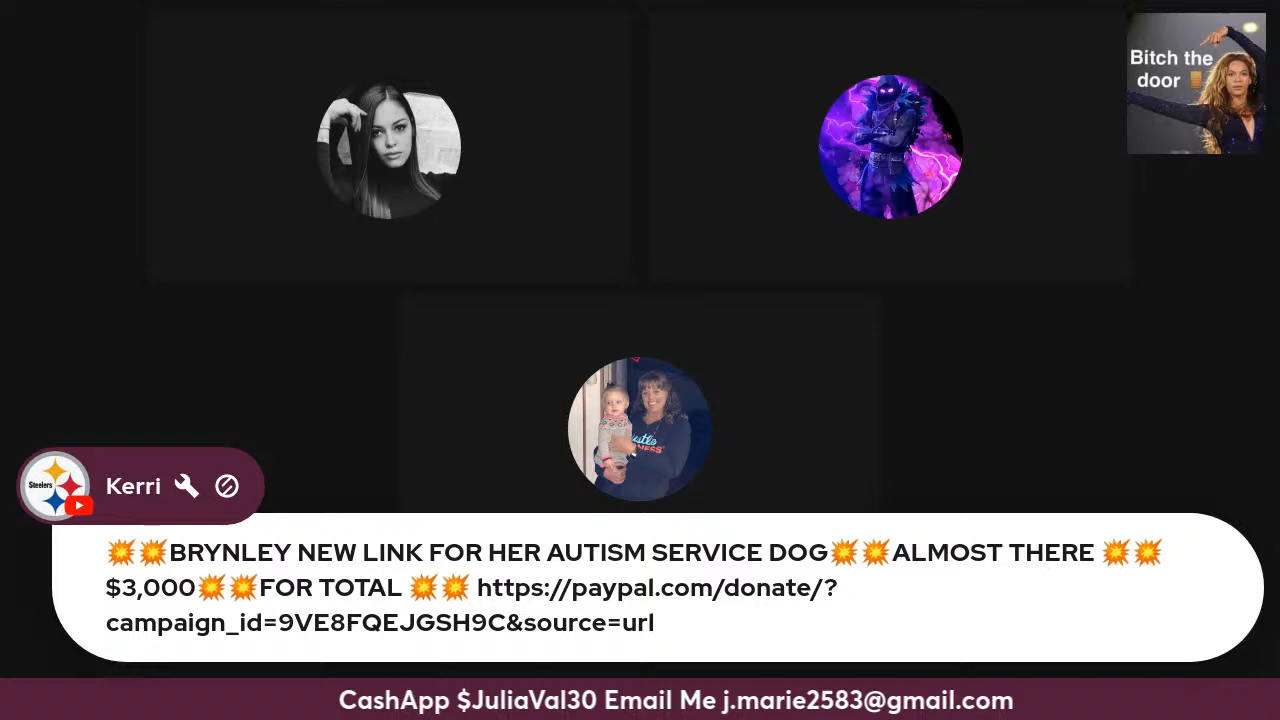 Bitch the
door
Steelers
Kerri
💥💥BRYNLEY NEW LINK FOR HER AUTISM SERVICE DOG💥💥ALMOST THERE 💥💥
$3,000💥💥FOR TOTAL 💥💥 https://paypal.com/donate/?
campaign_id=9VE8FQEJGSH9C&source=url
CashApp $JuliaVal30 Email Me j.marie2583@gmail.com